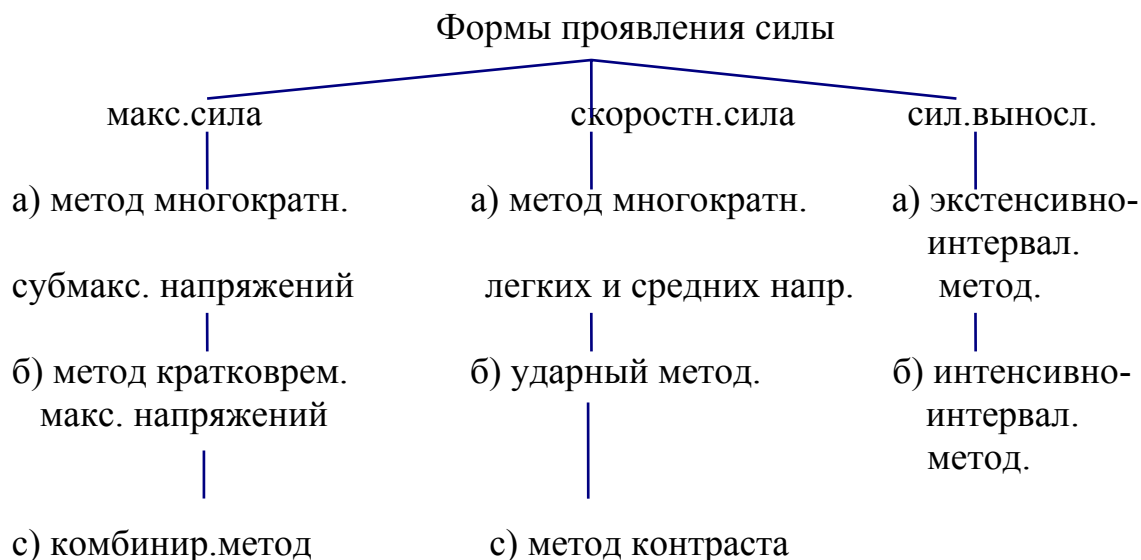 Формы проявления силы
макс.сила
скоростн.сила
сил.выносл.
а) метод многократн.
субмакс. напряжений
б) метод кратковрем.
макс. напряжений
с) комбинир.метод
а) метод многократн.
легких и средних напр.
б) ударный метод.
с) метод контраста
а) экстенсивно-
интервал.
метод.
б) интенсивно-
интервал.
метод.